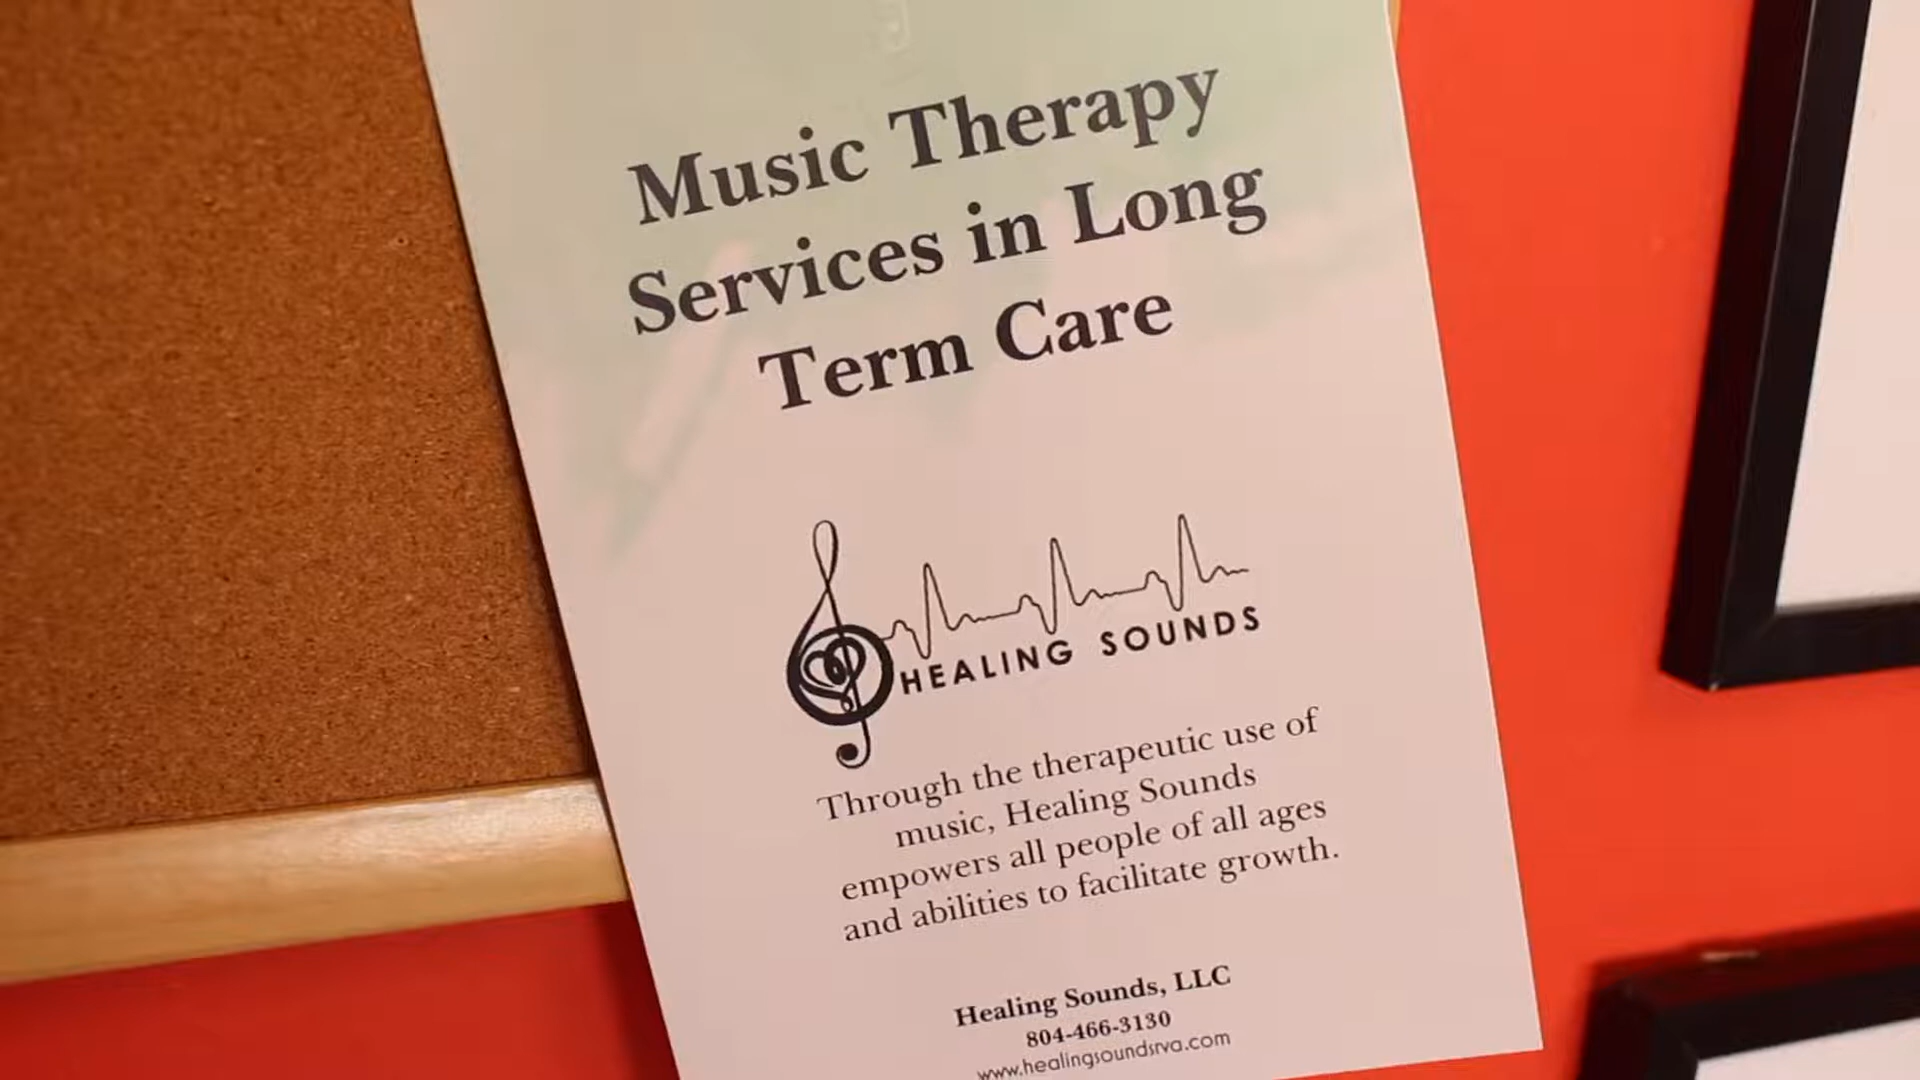 Music Therapy
Services in Long
Term Care
HEALING SOUNDS
Through the therapeutic use of
music, Healing Sounds
empowers all people of all ages
and abilities to facilitate growth.
Healing Sounds, LLC
804-466-3130
www.healingsoundsrva.com